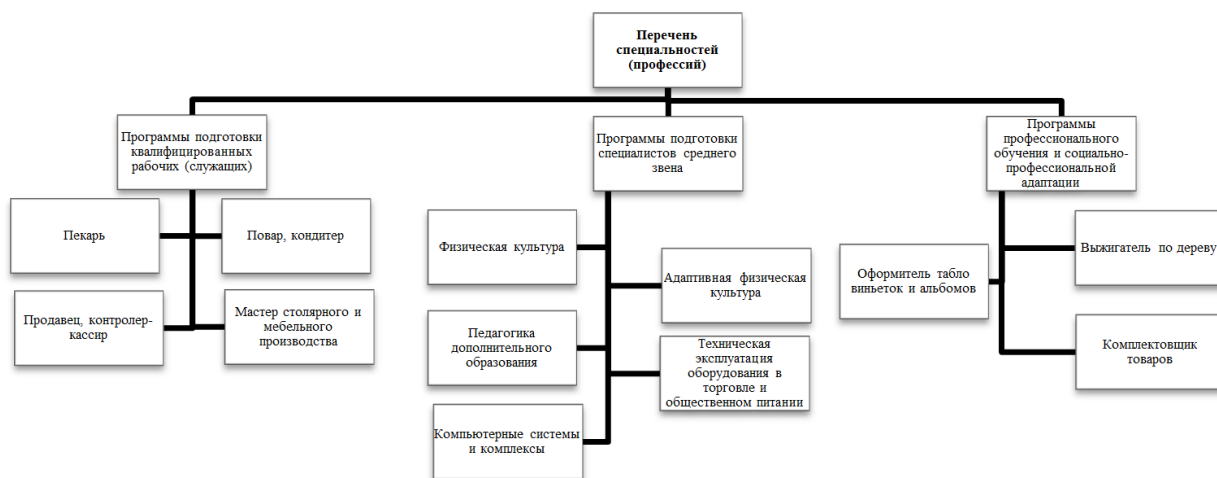 Перечень
специальностей
(профессий)
Программы подготовки
квалифицированных
рабочих (служащих)
Программы подготовки
специалистов среднего
звена
Программы
профессионального
обучения и социально-
профессиональной
адаптации
Пекарь
Повар, кондитер
Продавец, контролер-
кассир
Мастер столярного и
мебельного
производства
Физическая культура
Адаптивная физическая
культура
Педагогика
дополнительного
образования
Техническая
эксплуатация
оборудования в
торговле и
общественном питании
Компьютерные системы
и комплексы
Выжигатель по дереву
Оформитель табло
виньеток и альбомов
Комплектовщик
товаров